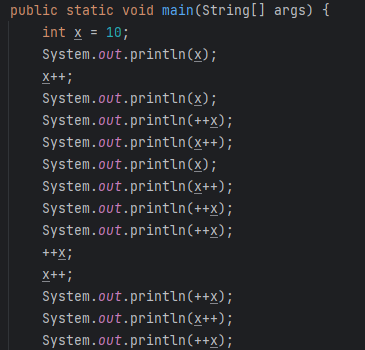 public static void main(String[] args) {
int x = 10;
System.out.println(x);
x++;
System.out.println(x);
System.out.println(++x);
System.out.println(x++);
System.out.println(x);
System.out.println(x++);
System.out.println(++x);
System.out.println(++x);
++x;
x++;
System.out.println(++x);
System.out.println(x++);
System.out.println(++x);